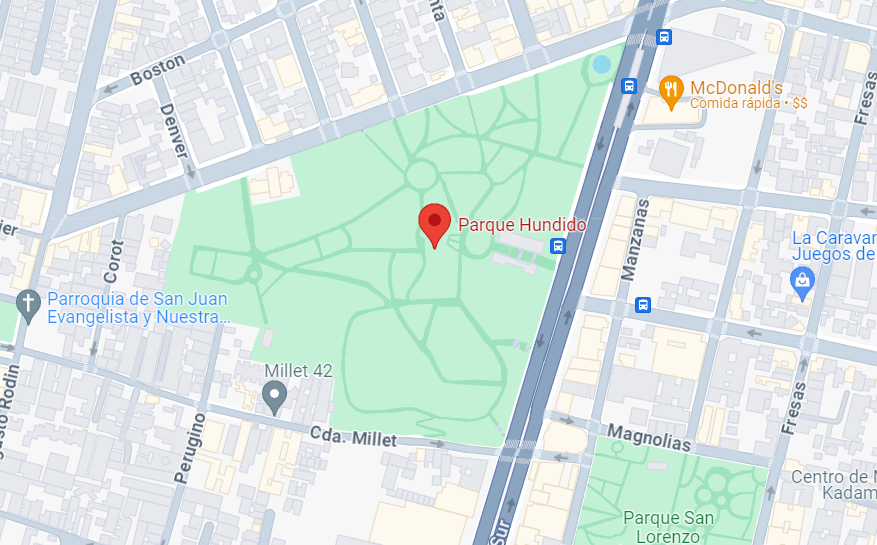 Boston
Denver
McDonald's
Comida rápida • $$
Fresas
Parque Hundido
Manzanas
La Caravan
Juegos de
Corot
Parroquia de San Juan
Evangelista y Nuestra...
Millet 42
Perugino
Cda. Millet
Magnolias
Fresas
Rodin
Centro de
Kadam
Parque San
Lorenzo
Sur